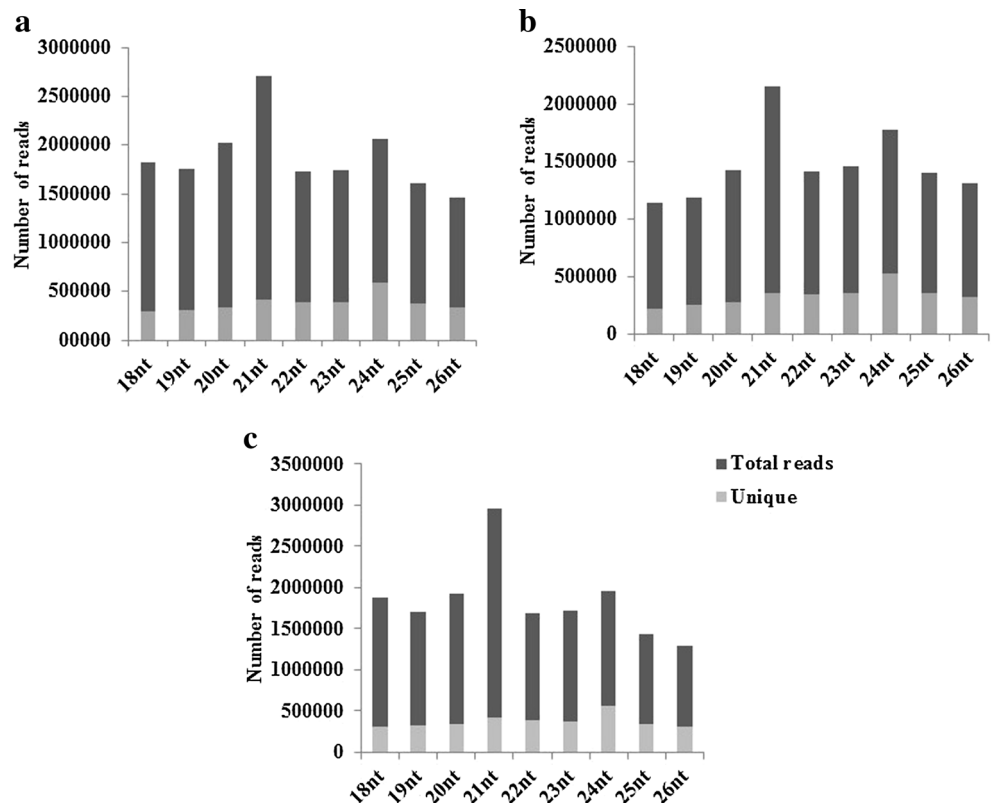 a
Number of reads
3000000
2500000
2000000
1500000
1000000
500000
00000
18nt 19nt 20nt 21nt 22nt 23nt 24nt 25nt 26nt
b
Number of reads
2500000
2000000
1500000
1000000
500000
0
18nt 19nt 20nt 21nt 22nt 23nt 24nt 25nt 26nt
c
Number of reads
3500000
3000000
2500000
2000000
1500000
1000000
500000
0
18nt 19nt 20nt 21nt 22nt 23nt 24nt 25nt 26nt
Total reads
Unique